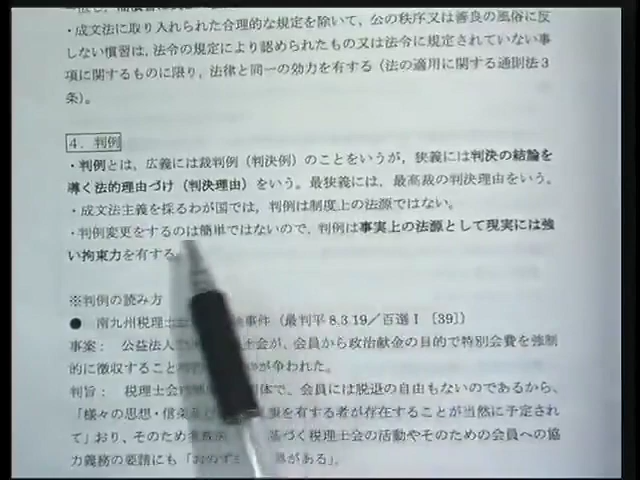 ・成文法に取り入れられた合理的な規定を除いて，公の秩序又は善良の風俗に反
しない慣習は，法令の規定により認められたもの又は法令に規定されていない事
項に関するものに限り，法律と同一の効力を有する（法の適用に関する通則法３
条）。
４．判例
・判例とは，広義には裁判例（判決例）のことをいうが，狭義には判決の結論を
導く法的理由づけ（判決理由）をいう。最狭義には，最高裁の判決理由をいう。
・成文法主義を採るわが国では，判例は制度上の法源ではない。
・判例変更をするのは簡単ではないので，判例は事実上の法源として現実には強
い拘束力を有する。
※判例の読み方
● 南九州税理士 事件（最判平8.3.19／百選Ⅰ〔39〕）
事案： 公益法人 士会が，会員から政治献金の目的で特別会費を強制
的に徴収すること が争われた。
判旨： 税理士会 体で，会員には脱退の自由もないのであるから，
「様々の思想・信条 を有する者が存在することが当然に予定され
て」おり，そのため 基づく税理士会の活動やそのための会員への協
力義務の要請にも「おのず 界がある」。